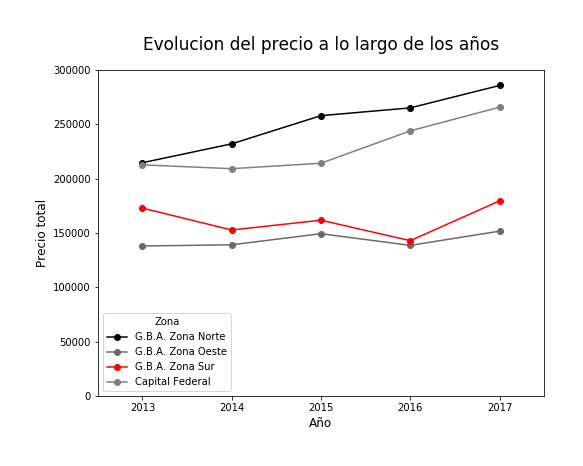 Evolucion del precio a lo largo de los años
300000
250000
200000
150000
100000
50000
0
Precio total
Zona
G.B.A. Zona Norte
G.B.A. Zona Oeste
G.B.A. Zona Sur
Capital Federal
2013 2014 2015 2016 2017
Año